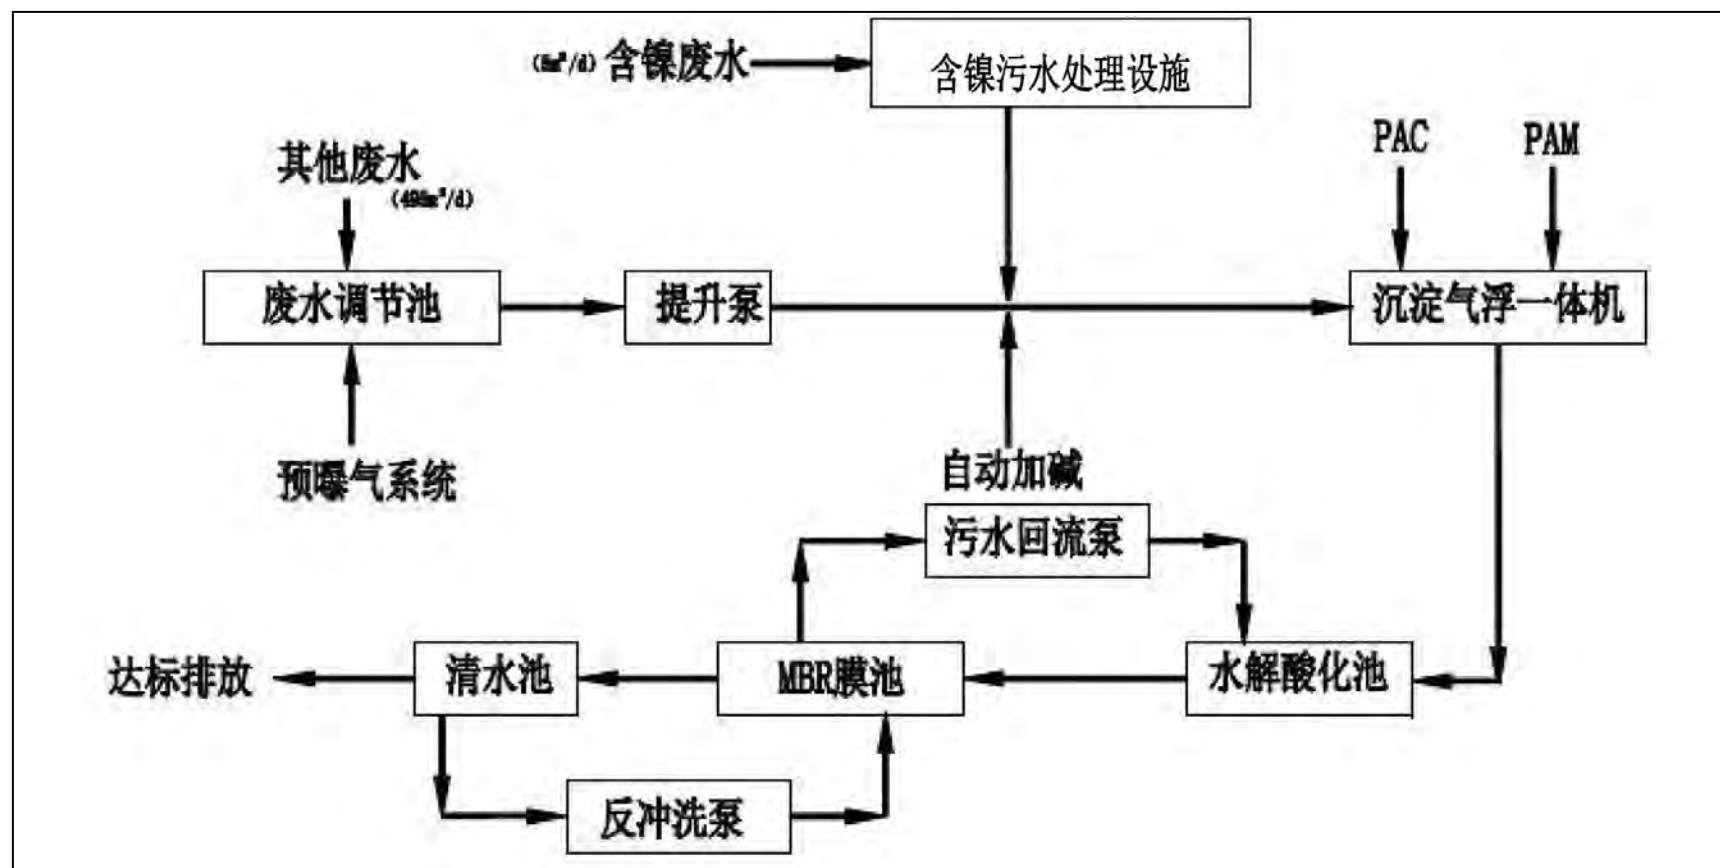 含镍废水
含镍污水处理设施
PAC
PAM
其他废水
废水调节池
提升泵
沉淀气浮一体机
预曝气系统
自动加碱
污水回流泵
达标排放
清水池
MBR膜池
水解酸化池
反冲洗泵